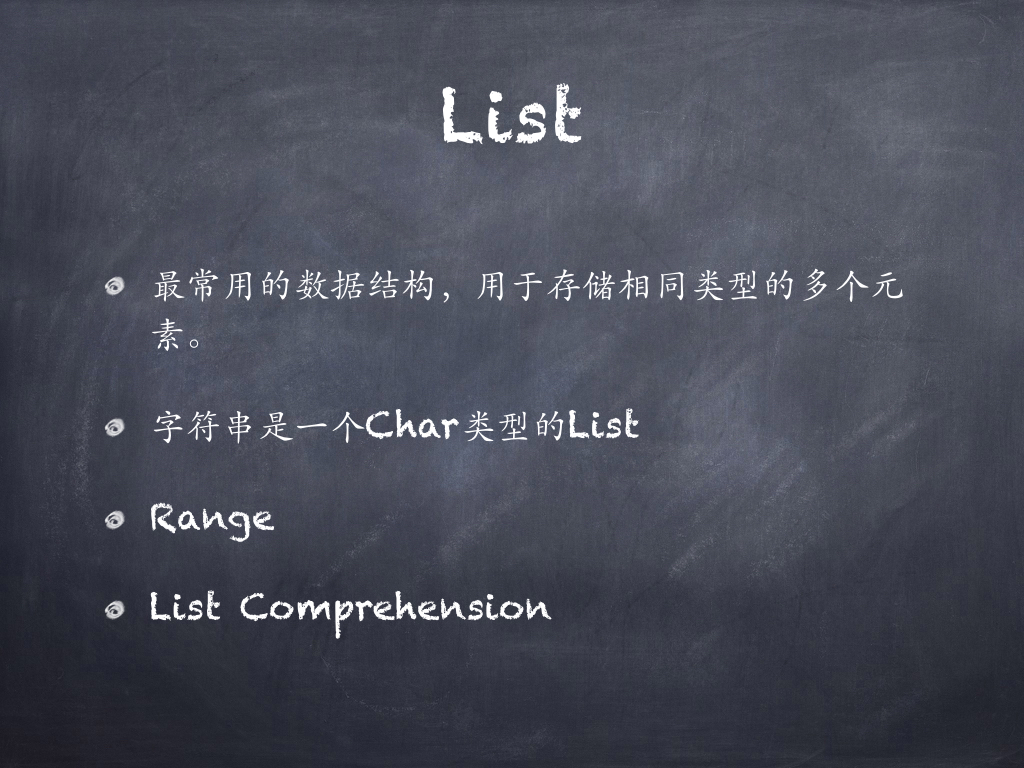 List
最常用的数据结构，用于存储相同类型的多个元
素。
字符串是一个Char类型的List
Range
List Comprehension